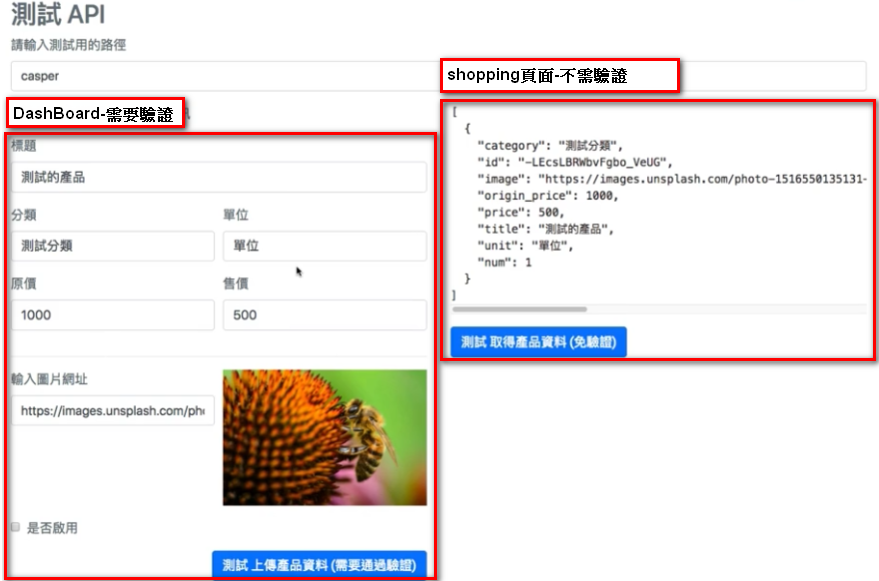 測試 API
請輸入測試用的路徑
casper
shopping頁面-不需驗證
DashBoard-需要驗證
標題
測試的產品
分類
單位
測試分類
單位
原價
售價
1000
500
輸入圖片網址
https://images.unsplash.com/pho
是否啟用
測試 上傳產品資料 (需要通過驗證)
[
{
"category": "測試分類",
"id": "-LEcsLBRWbvFgbo_VeUG",
"image": "https://images.unsplash.com/photo-1516550135131-
"origin_price": 1000,
"price": 500,
"title": "測試的產品",
"unit": "單位",
"num": 1
}
]
測試 取得產品資料 (免驗證)